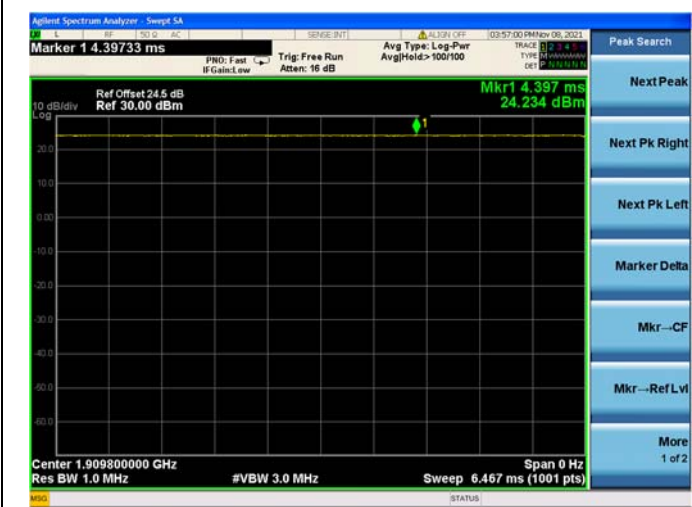 Agilent Spectrum Analyzer - Swept SA
L RF 50 Ω AC SENSE:INT ALIGN OFF 03:57:00 PM Nov 08, 2021
Marker 1 4.39733 ms
PNO: Fast
IFGain:Low
Trig: Free Run
Atten: 16 dB
Avg Type: Log-Pwr
Avg|Hold:>100/100
TRACE 1 2 3 4 5 6
TYPE M
DET P N N N N N
Peak Search
Ref Offset 24.5 dB
10 dB/div Ref 30.00 dBm
Log
Mkr1 4.397 ms
24.234 dBm
1
20.0
10.0
0.00
-10.0
-20.0
-30.0
-40.0
-50.0
-60.0
Center 1.909800000 GHz
Span 0 Hz
Res BW 1.0 MHz
#VBW 3.0 MHz
Sweep 6.467 ms (1001 pts)
MSG
STATUS
Next Peak
Next Pk Right
Next Pk Left
Marker Delta
Mkr→CF
Mkr→Ref Lvl
More
1 of 2